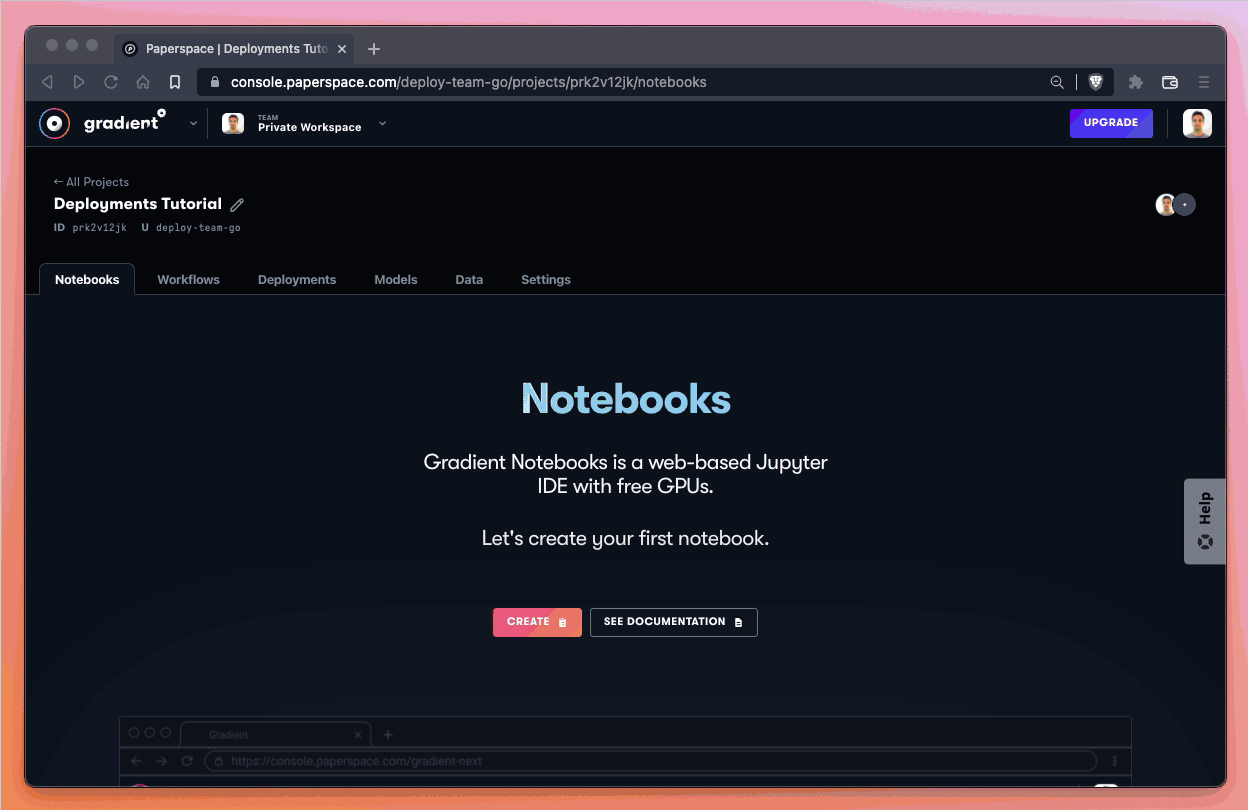 Paperspace | Deployments Tuto
console.paperspace.com/deploy-team-go/projects/prk2v12jk/notebooks
gradient
TEAM
Private Workspace
UPGRADE
← All Projects
Deployments Tutorial
ID prk2v12jk U deploy-team-go
Notebooks Workflows Deployments Models Data Settings
Notebooks
Gradient Notebooks is a web-based Jupyter
IDE with free GPUs.
Let's create your first notebook.
Help
CREATE SEE DOCUMENTATION
Gradient
https://console.paperspace.com/gradient-next